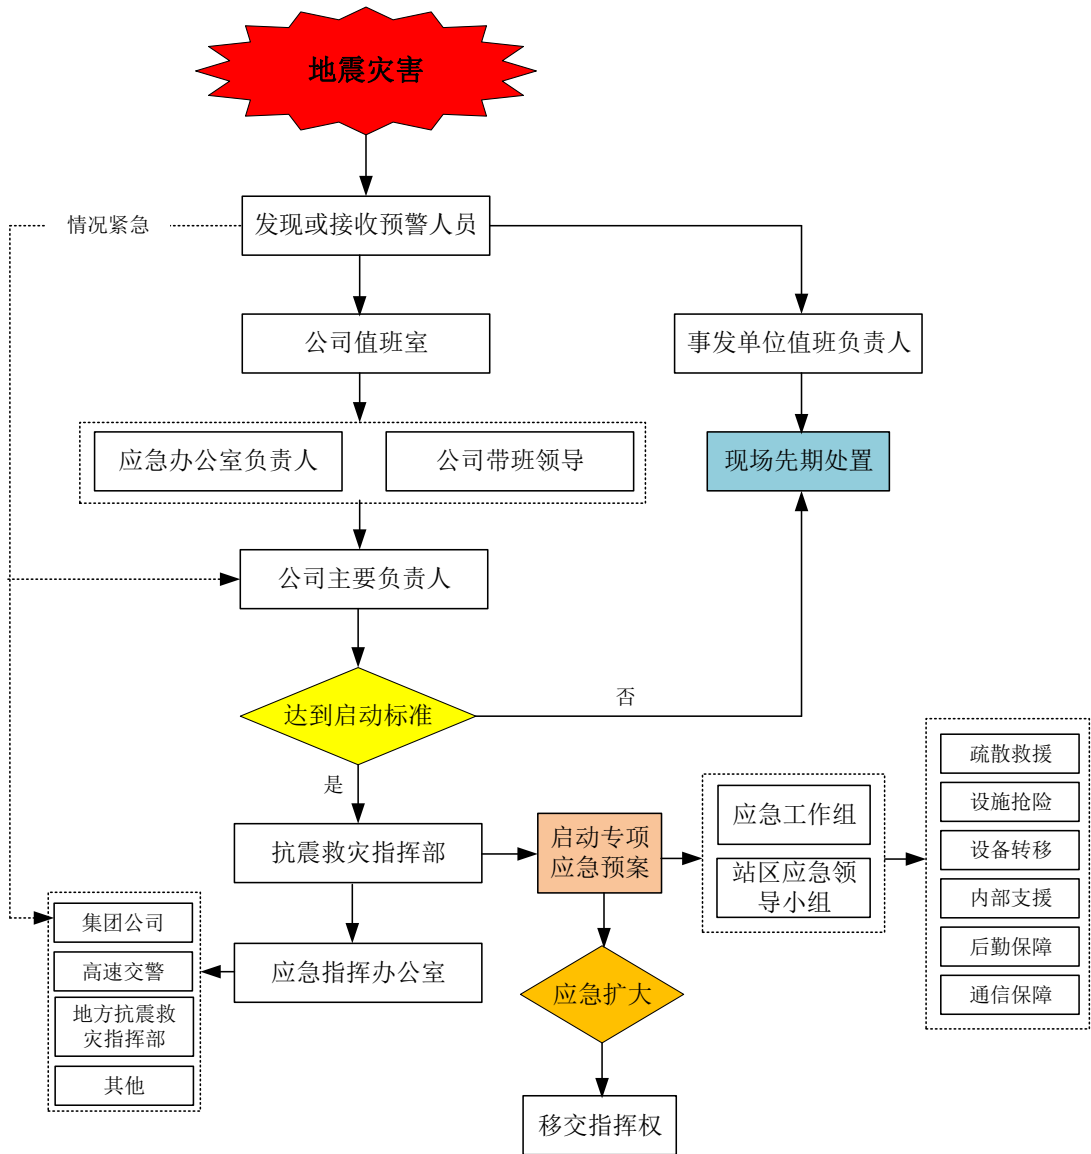 地震灾害
情况紧急
发现或接收预警人员
公司值班室
事发单位值班负责人
应急办公室负责人
公司带班领导
现场先期处置
公司主要负责人
达到启动标准
否
是
抗震救灾指挥部
启动专项
应急预案
应急工作组
站区应急领
导小组
疏散救援
设施抢险
设备转移
内部支援
后勤保障
通信保障
集团公司
高速交警
地方抗震救
灾指挥部
其他
应急指挥办公室
应急扩大
移交指挥权